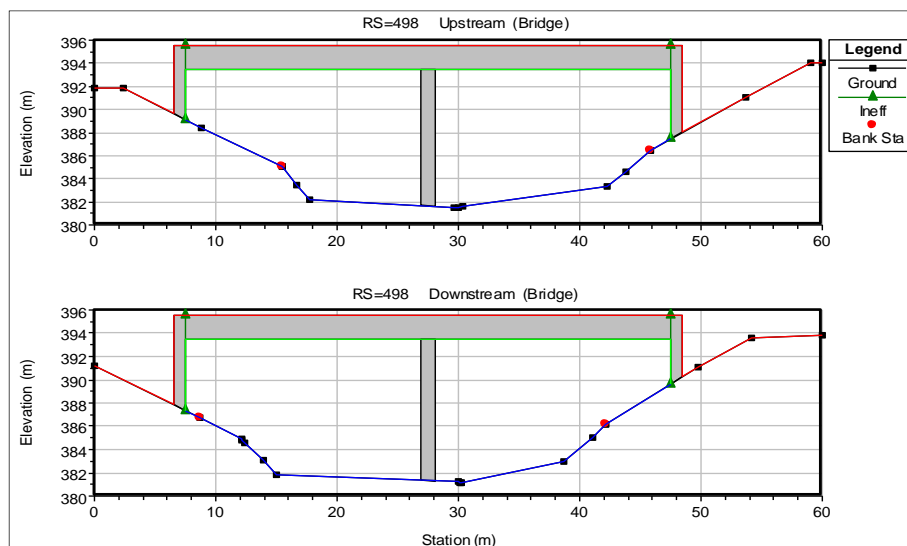 RS=498 Upstream (Bridge)
396
394
392
390
388
386
384
382
380
Elevation (m)
0 10 20 30 40 50 60
Legend
Ground
Ineff
Bank Sta
RS=498 Downstream (Bridge)
396
394
392
390
388
386
384
382
380
Elevation (m)
0 10 20 30 40 50 60
Station (m)